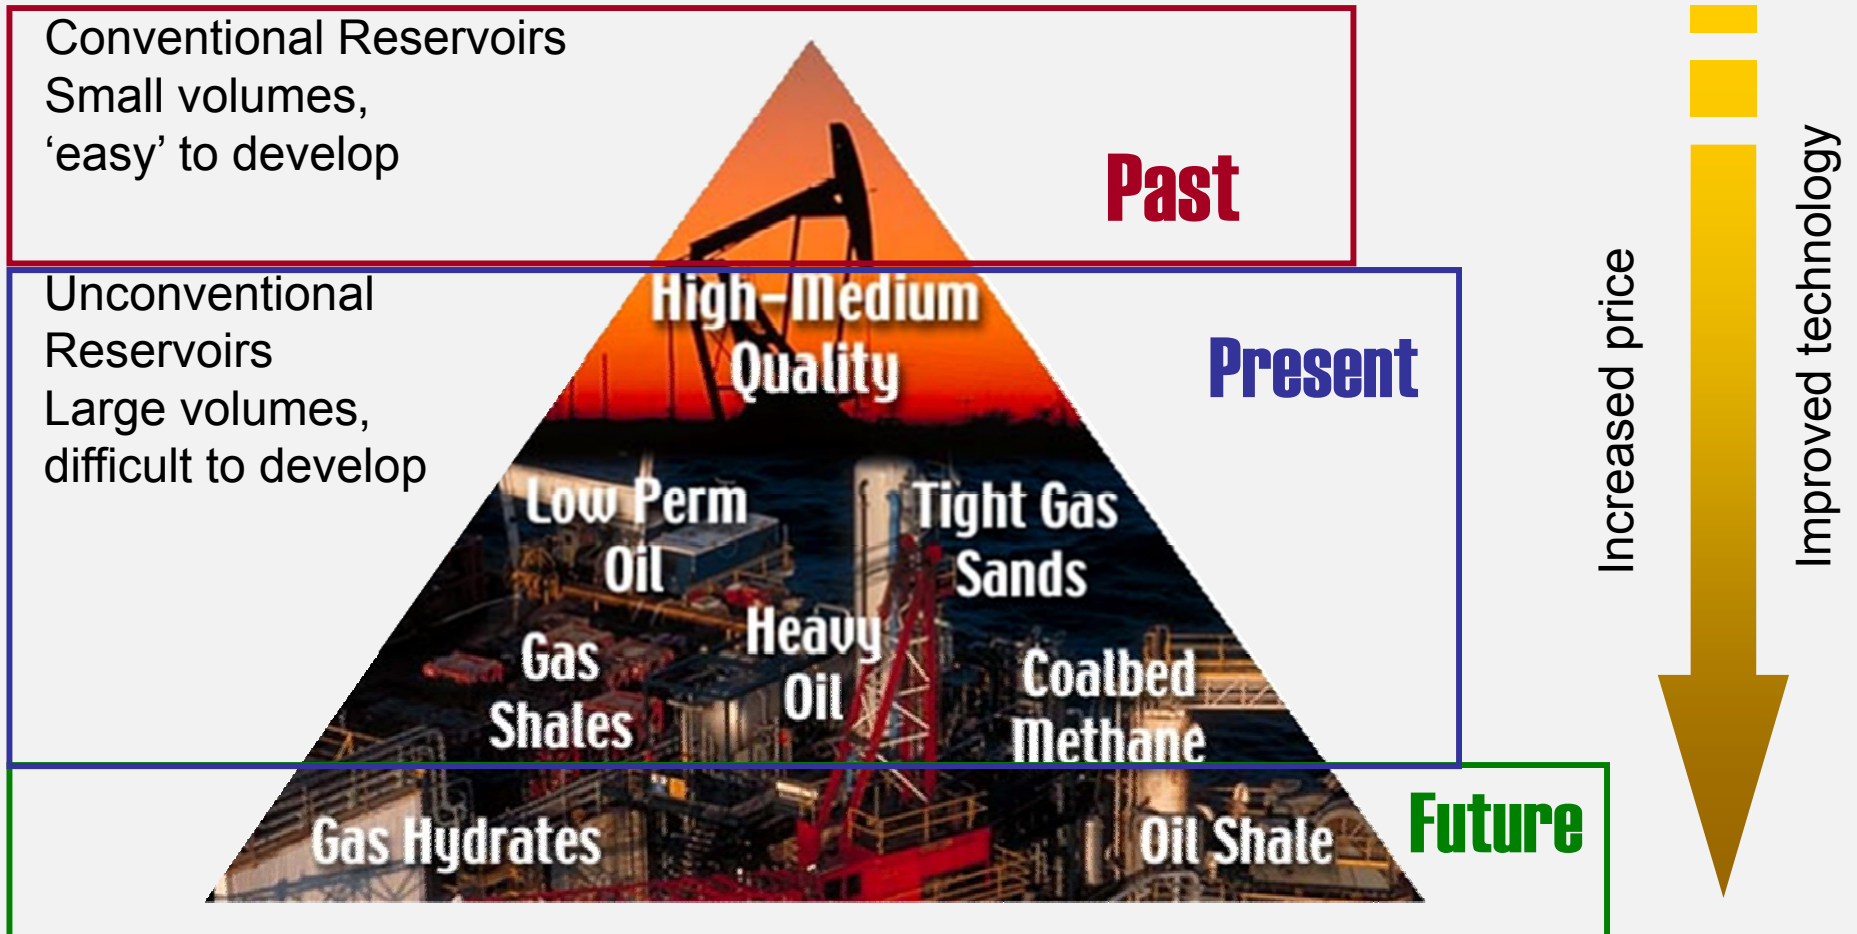 Conventional Reservoirs
Small volumes,
‘easy’ to develop
Past
Unconventional
Reservoirs
Large volumes,
difficult to develop
High-Medium
Quality
Present
Low Perm
Oil
Tight Gas
Sands
Gas
Shales
Heavy
Oil
Coalbed
Methane
Gas Hydrates
Oil Shale
Future
Increased price
Improved technology